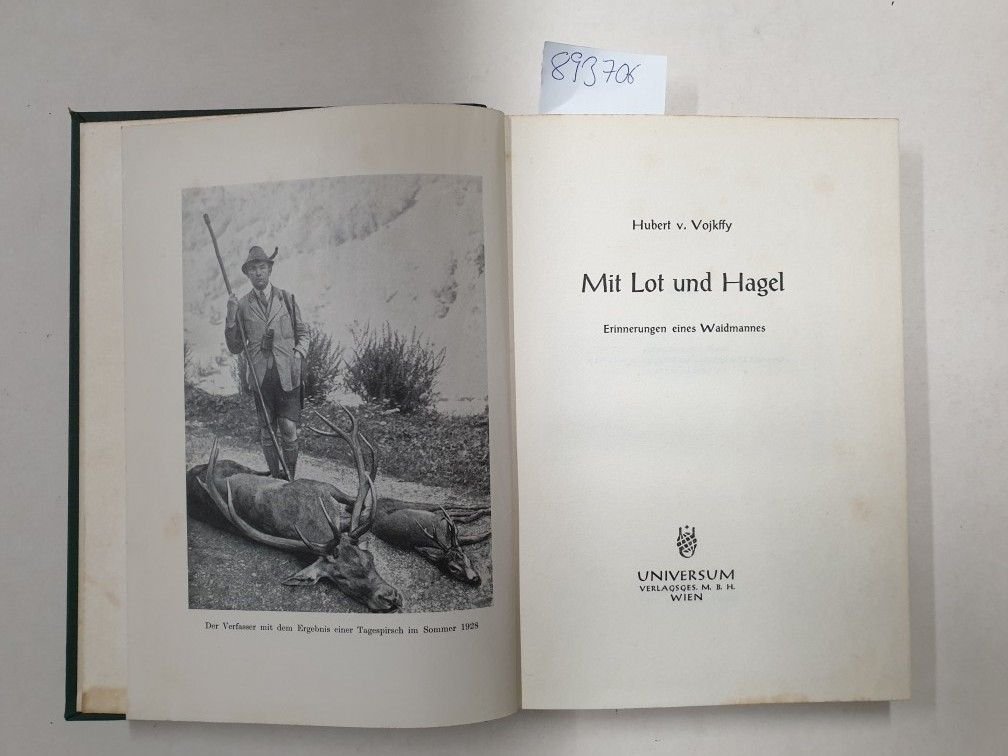 893706
Der Verfasser mit dem Ergebnis einer Tagespirsch im Sommer 1928
Hubert v. Vojkffy
Mit Lot und Hagel
Erinnerungen eines Waidmannes
UNIVERSUM
VERLAGSGES. M. B. H.
WIEN